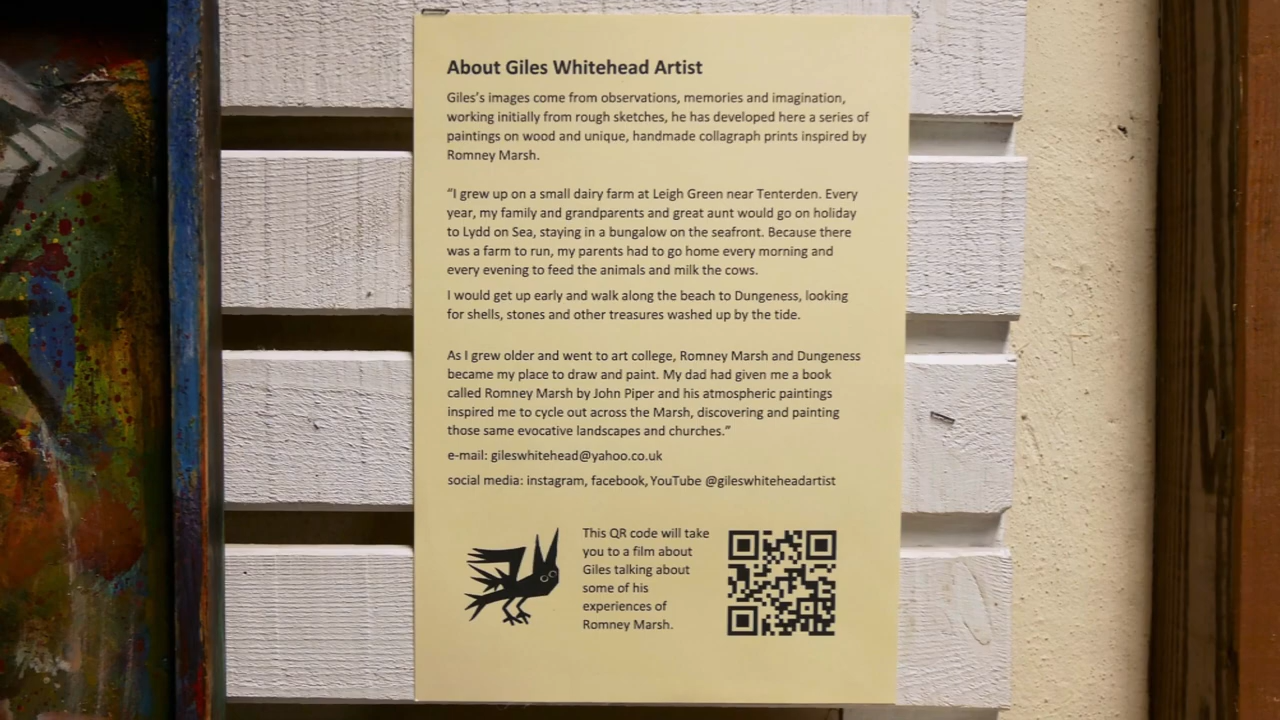 About Giles Whitehead Artist
Giles's images come from observations, memories and imagination,
working initially from rough sketches, he has developed here a series of
paintings on wood and unique, handmade collagraph prints inspired by
Romney Marsh.
“I grew up on a small dairy farm at Leigh Green near Tenterden. Every
year, my family and grandparents and great aunt would go on holiday
to Lydd on Sea, staying in a bungalow on the seafront. Because there
was a farm to run, my parents had to go home every morning and
every evening to feed the animals and milk the cows.
I would get up early and walk along the beach to Dungeness, looking
for shells, stones and other treasures washed up by the tide.
As I grew older and went to art college, Romney Marsh and Dungeness
became my place to draw and paint. My dad had given me a book
called Romney Marsh by John Piper and his atmospheric paintings
inspired me to cycle out across the Marsh, discovering and painting
those same evocative landscapes and churches.”
e-mail: gileswhitehead@yahoo.co.uk
social media: instagram, facebook, YouTube @gileswhiteheadartist
This QR code will take
you to a film about
Giles talking about
some of his
experiences of
Romney Marsh.